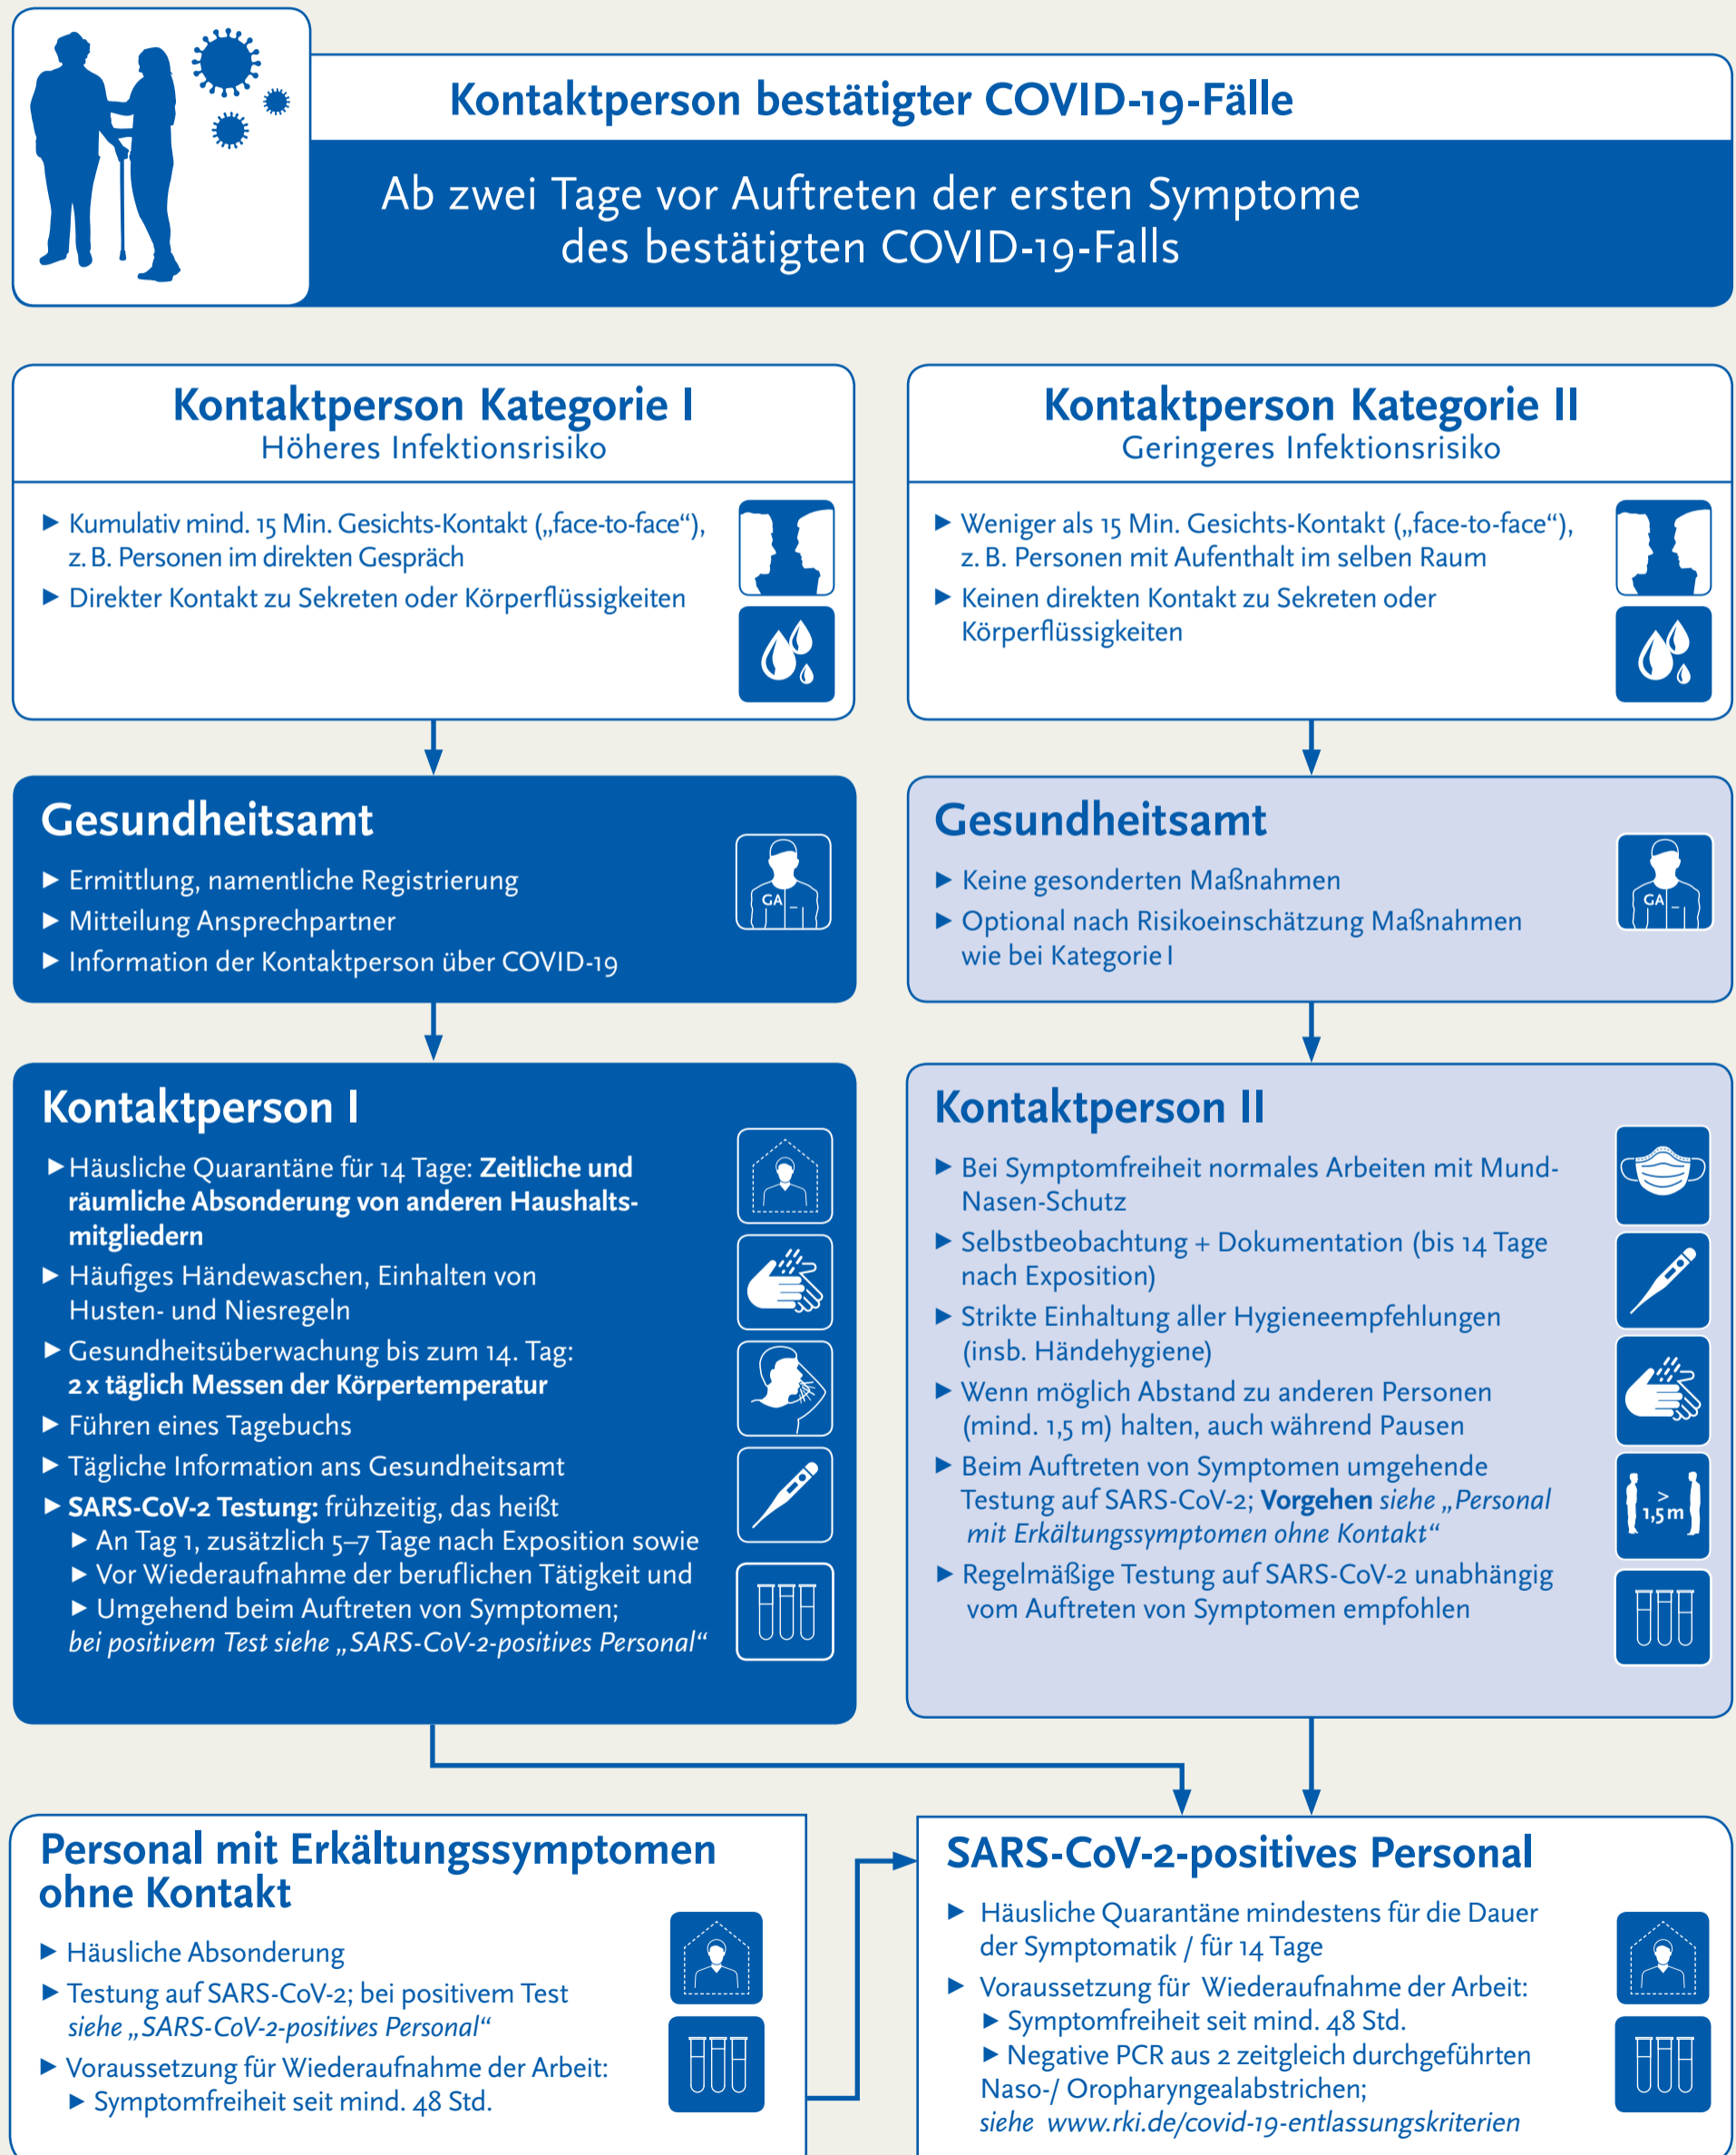 Kontaktperson bestätigter COVID-19-Fälle
Ab zwei Tage vor Auftreten der ersten Symptome
des bestätigten COVID-19-Falls
Kontaktperson Kategorie I
Höheres Infektionsrisiko
▶ Kumulativ mind. 15 Min. Gesichts-Kontakt („face-to-face“),
z. B. Personen im direkten Gespräch
▶ Direkter Kontakt zu Sekreten oder Körperflüssigkeiten
Kontaktperson Kategorie II
Geringeres Infektionsrisiko
▶ Weniger als 15 Min. Gesichts-Kontakt („face-to-face“),
z. B. Personen mit Aufenthalt im selben Raum
▶ Keinen direkten Kontakt zu Sekreten oder
Körperflüssigkeiten
Gesundheitsamt
▶ Ermittlung, namentliche Registrierung
▶ Mitteilung Ansprechpartner
▶ Information der Kontaktperson über COVID-19
GA
Gesundheitsamt
▶ Keine gesonderten Maßnahmen
▶ Optional nach Risikoeinschätzung Maßnahmen
wie bei Kategorie I
GA
Kontaktperson I
▶ Häusliche Quarantäne für 14 Tage: Zeitliche und
räumliche Absonderung von anderen Haushalts-
mitgliedern
▶ Häufiges Händewaschen, Einhalten von
Husten- und Niesregeln
▶ Gesundheitsüberwachung bis zum 14. Tag:
2 x täglich Messen der Körpertemperatur
▶ Führen eines Tagebuchs
▶ Tägliche Information ans Gesundheitsamt
▶ SARS-CoV-2 Testung: frühzeitig, das heißt
▶ An Tag 1, zusätzlich 5–7 Tage nach Exposition sowie
▶ Vor Wiederaufnahme der beruflichen Tätigkeit und
▶ Umgehend beim Auftreten von Symptomen;
bei positivem Test siehe „SARS-CoV-2-positives Personal“
Kontaktperson II
▶ Bei Symptomfreiheit normales Arbeiten mit Mund-
Nasen-Schutz
▶ Selbstbeobachtung + Dokumentation (bis 14 Tage
nach Exposition)
▶ Strikte Einhaltung aller Hygieneempfehlungen
(insb. Händehygiene)
▶ Wenn möglich Abstand zu anderen Personen
(mind. 1,5 m) halten, auch während Pausen
▶ Beim Auftreten von Symptomen umgehende
Testung auf SARS-CoV-2; Vorgehen siehe „Personal
mit Erkältungssymptomen ohne Kontakt“
▶ Regelmäßige Testung auf SARS-CoV-2 unabhängig
vom Auftreten von Symptomen empfohlen
>
1,5 m
Personal mit Erkältungssymptomen
ohne Kontakt
▶ Häusliche Absonderung
▶ Testung auf SARS-CoV-2; bei positivem Test
siehe „SARS-CoV-2-positives Personal“
▶ Voraussetzung für Wiederaufnahme der Arbeit:
▶ Symptomfreiheit seit mind. 48 Std.
SARS-CoV-2-positives Personal
▶ Häusliche Quarantäne mindestens für die Dauer
der Symptomatik / für 14 Tage
▶ Voraussetzung für Wiederaufnahme der Arbeit:
▶ Symptomfreiheit seit mind. 48 Std.
▶ Negative PCR aus 2 zeitgleich durchgeführten
Naso-/ Oropharyngealabstrichen;
siehe www.rki.de/covid-19-entlassungskriterien